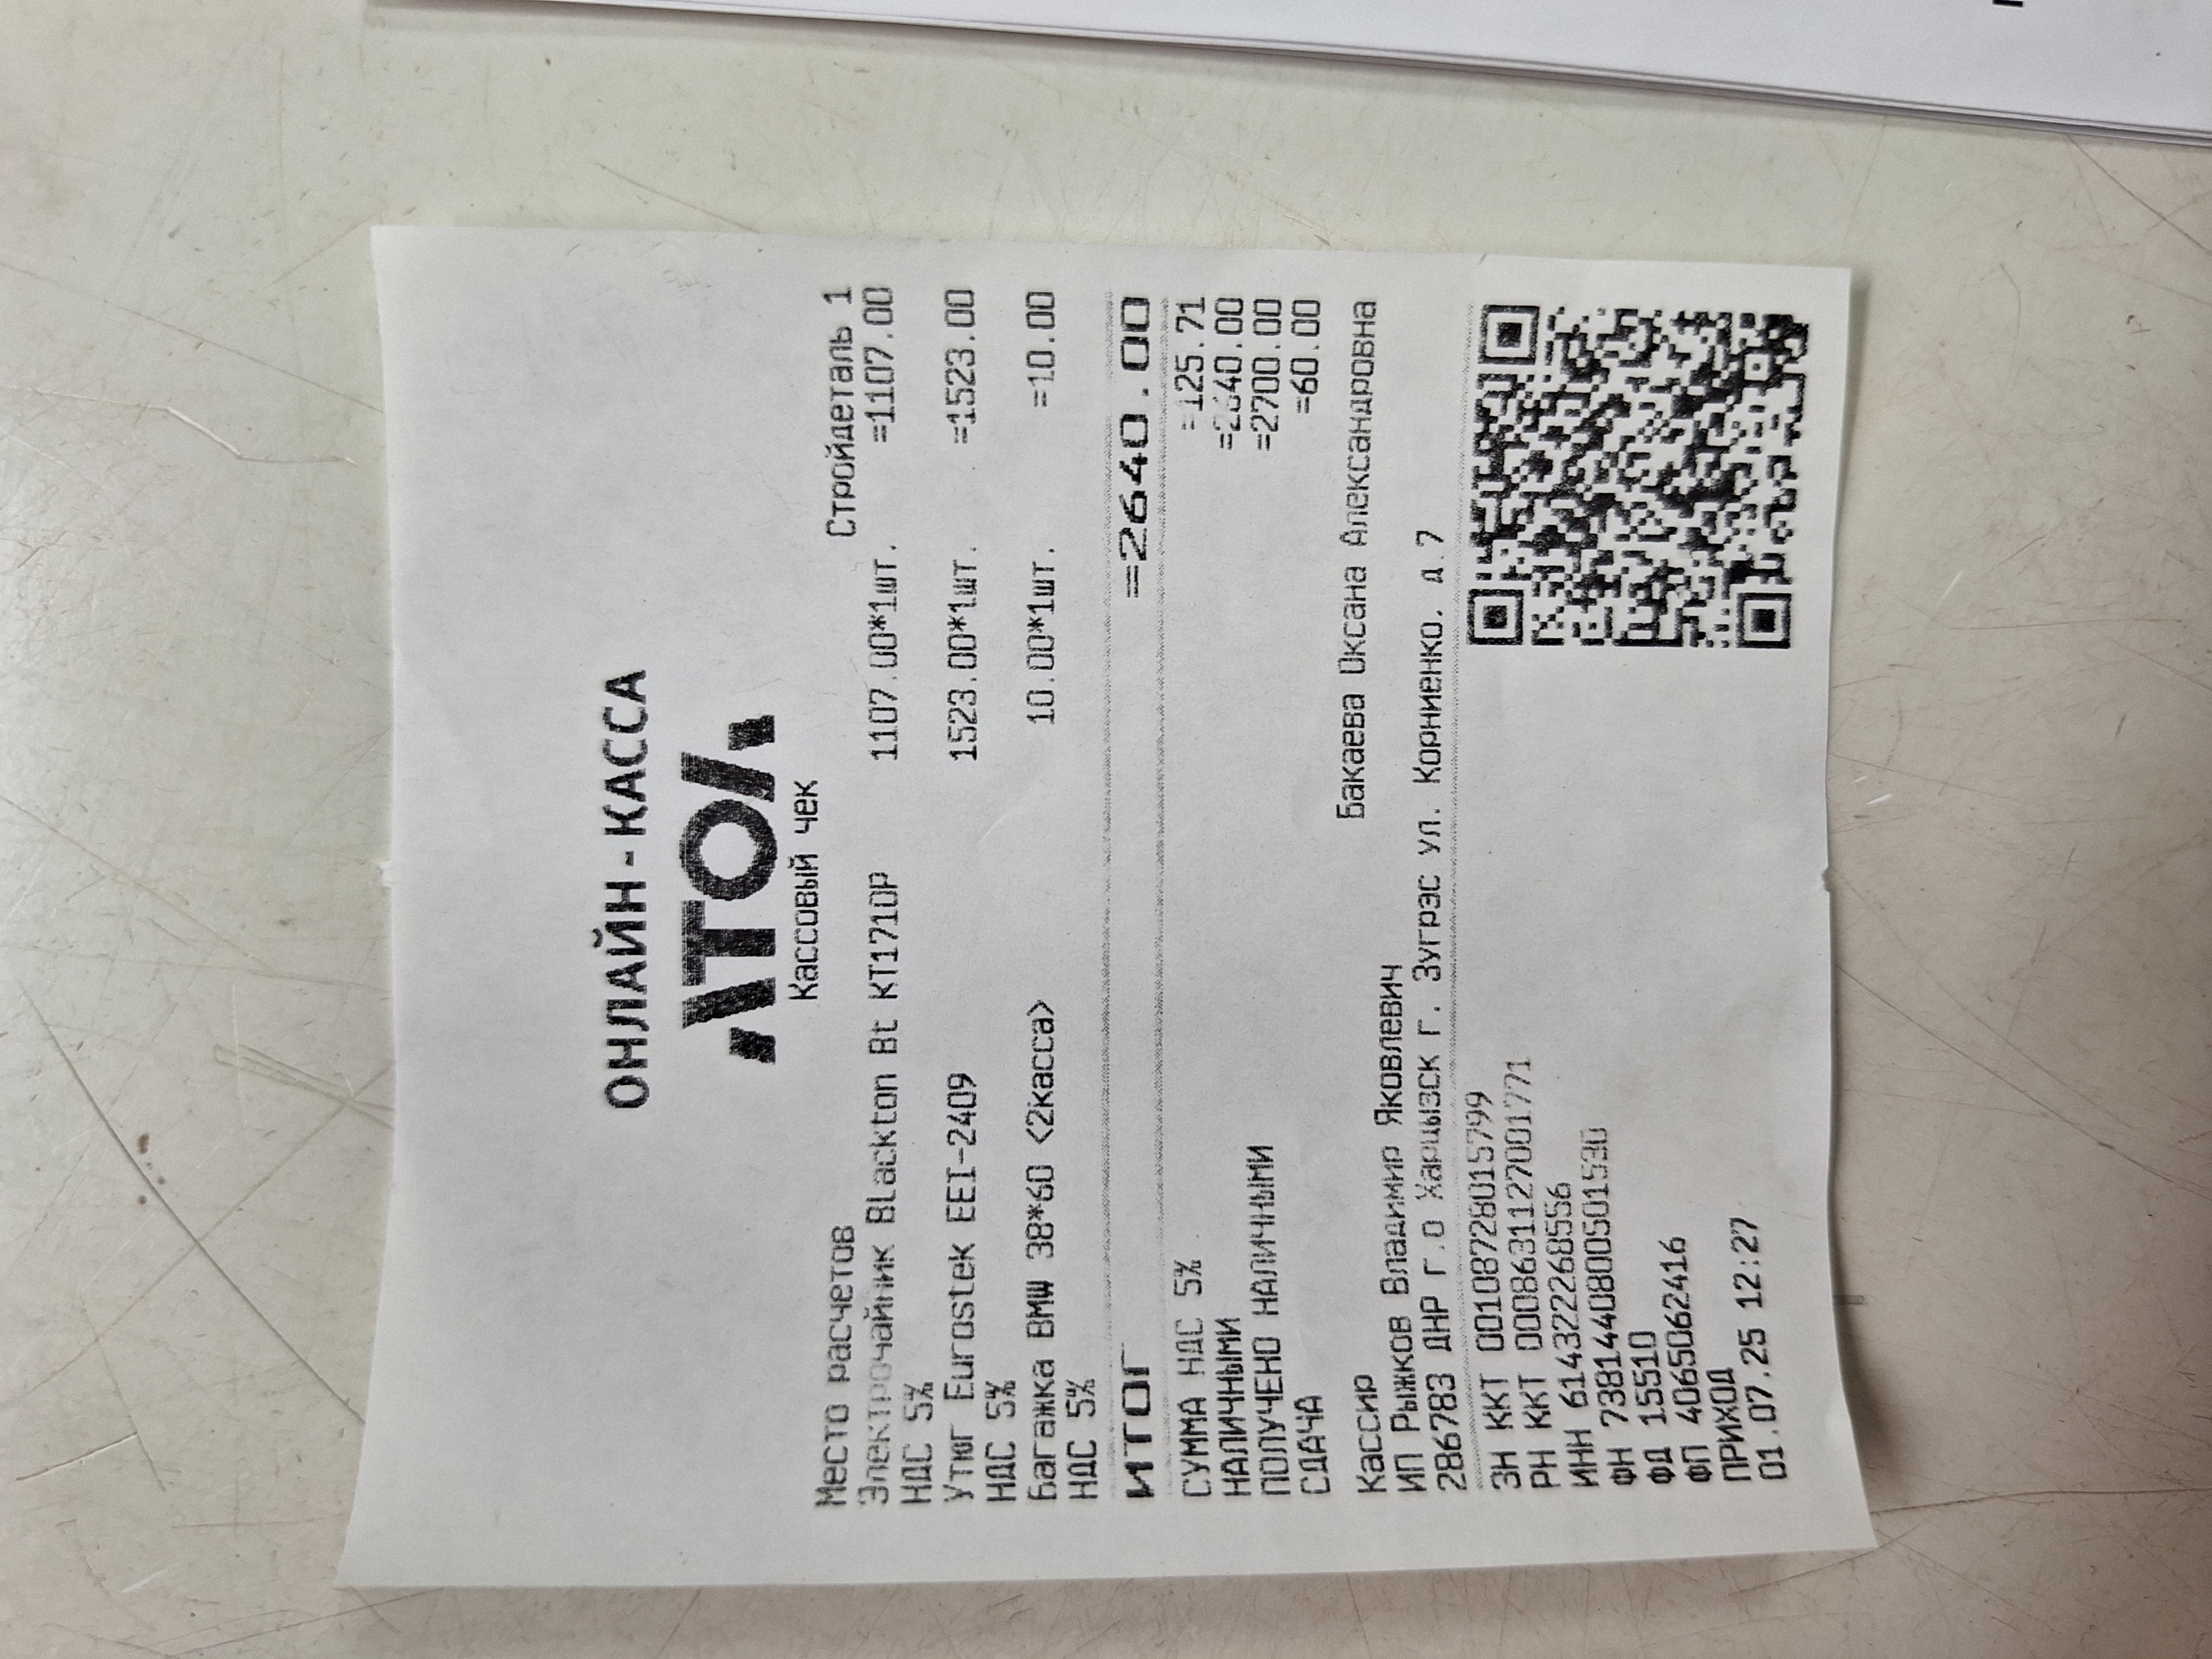 ОНЛАЙН-КАССА
АТОЛ
Кассовый чек
Место расчетов Стройдеталь 1
Электрочайник Blackton Bt KT1710P 1107.00*1шт. =1107.00
НДС 5%
Утюг Eurostek EEI-2409 1523.00*1шт. =1523.00
НДС 5%
Багажка BMW 38*60 <2касса> 10.00*1шт. =10.00
НДС 5%
ИТОГ =2640.00
СУММА НДС 5% =125.71
НАЛИЧНЫМИ =2640.00
ПОЛУЧЕНО НАЛИЧНЫМИ =2700.00
СДАЧА =60.00
Кассир Бакаева Оксана Александровна
ИП Рыжков Владимир Яковлевич
286783 ДНР г.о Харцызск г. Зугрэс ул. Корниенко, д.7
ЗН ККТ 00108728015799
РН ККТ 0008631127001771
ИНН 614322268556
ФН 7381440800501530
ФД 15510
ФП 4065062416
ПРИХОД
01.07.25 12:27